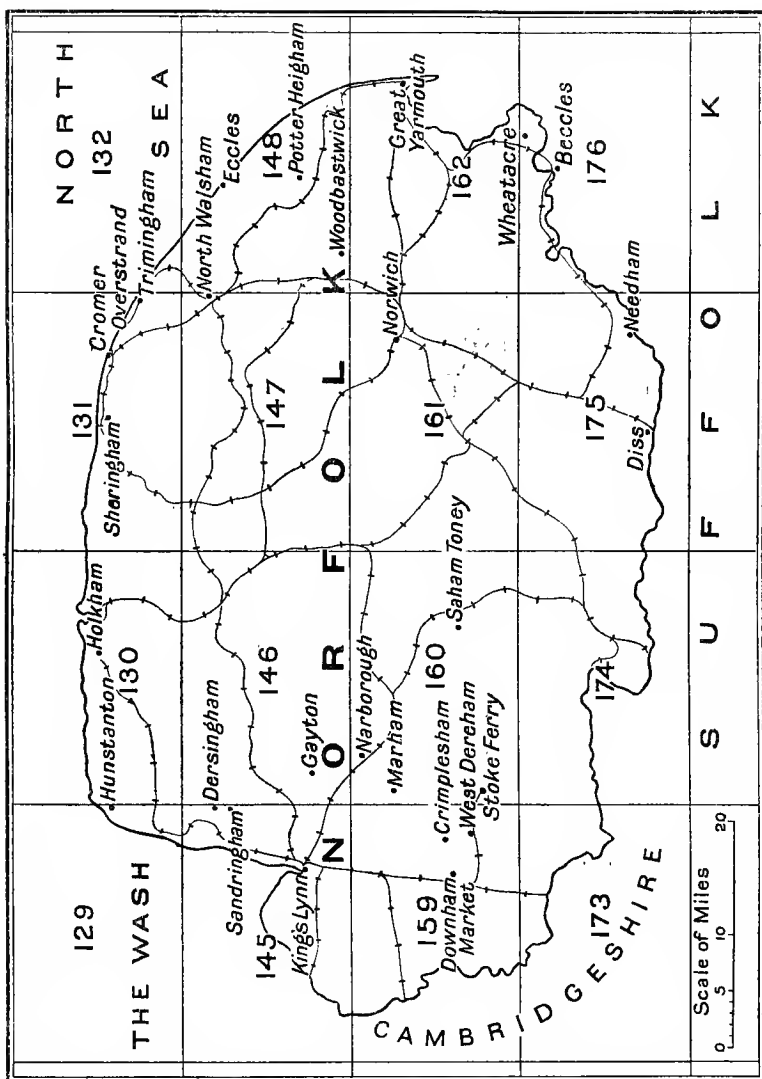 NORTH
SEA
THE WASH
129
130
131
132
Hunstanton
Holkham
Sheringham
Cromer
Overstrand
Trimingham
Dersingham
Sandringham
North Walsham
Eccles
145
146
147
148
King's Lynn
Gayton
Potter Heigham
Woodbastwick
NORFOLK
Narborough
Marham
Norwich
Great
Yarmouth
159
160
161
162
Crimplesham
Downham
Market
West Dereham
Stoke Ferry
Saham Toney
Wheatacre
Beccles
173
174
175
176
Diss
Needham
CAMBRIDGESHIRE
SUFFOLK
Scale of Miles
0 5 10 20